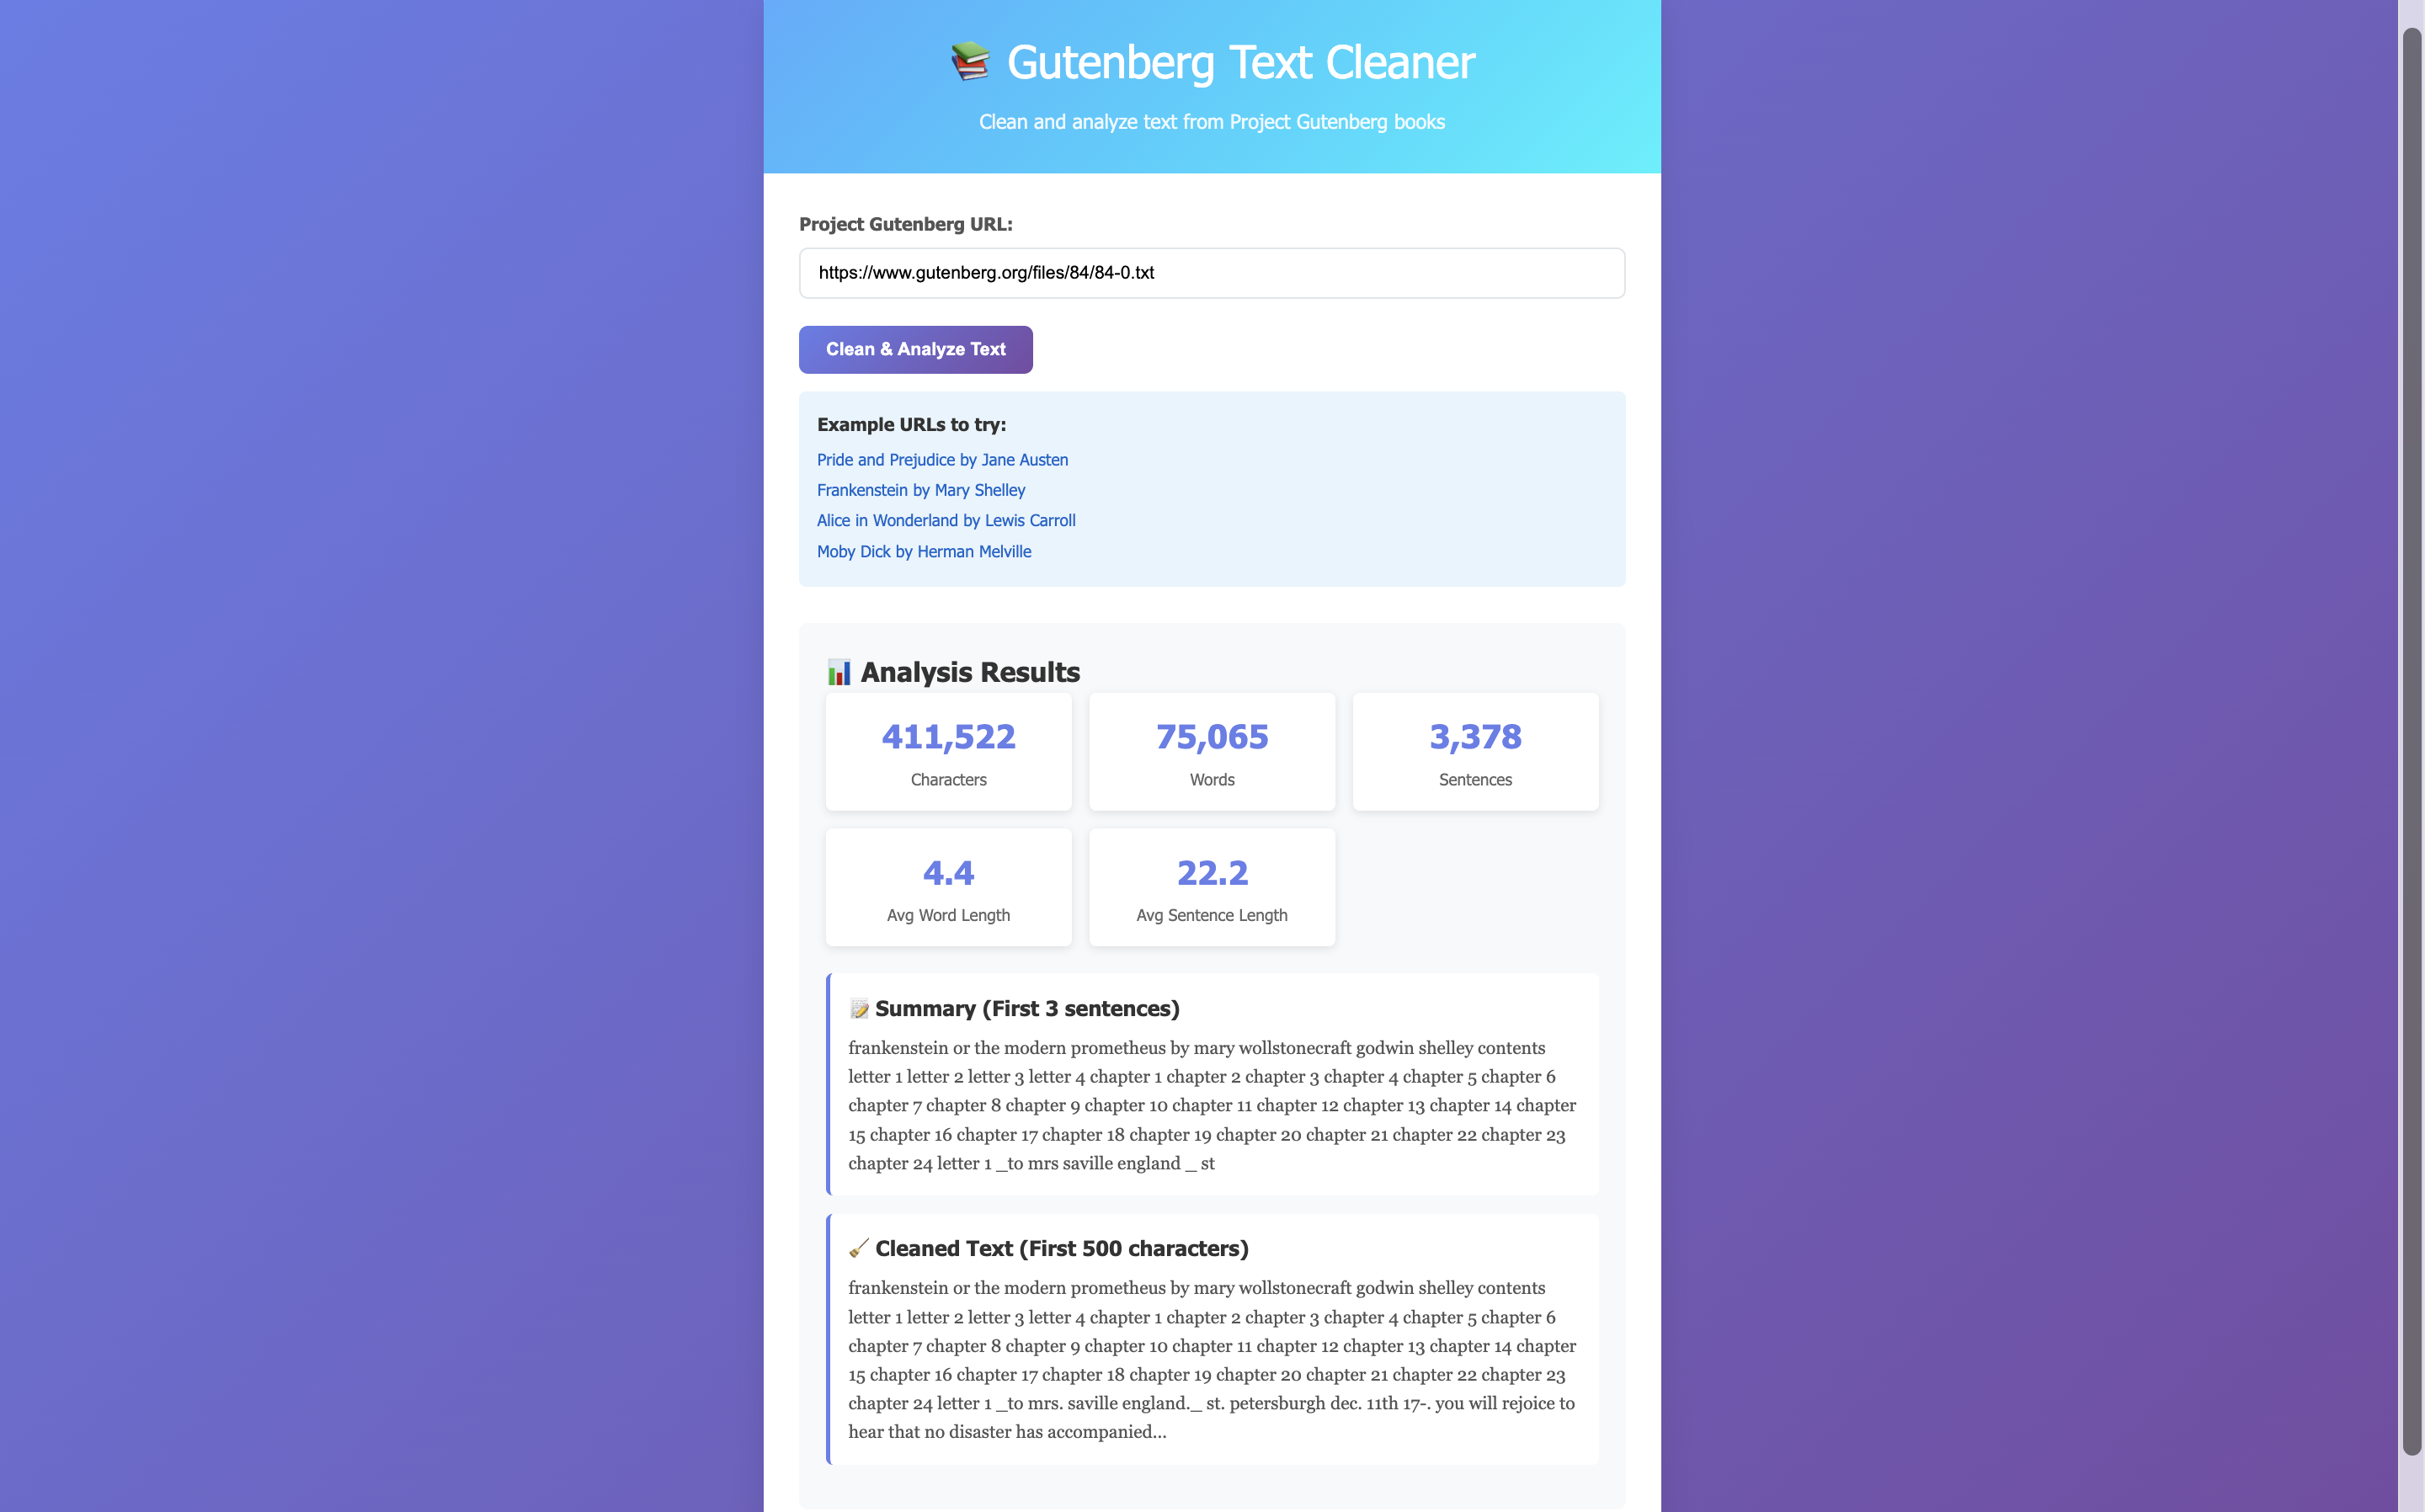 📚 Gutenberg Text Cleaner
Clean and analyze text from Project Gutenberg books
Project Gutenberg URL:
https://www.gutenberg.org/files/84/84-0.txt
Clean & Analyze Text
Example URLs to try:
Pride and Prejudice by Jane Austen
Frankenstein by Mary Shelley
Alice in Wonderland by Lewis Carroll
Moby Dick by Herman Melville
📊 Analysis Results
411,522
Characters
75,065
Words
3,378
Sentences
4.4
Avg Word Length
22.2
Avg Sentence Length
📝 Summary (First 3 sentences)
frankenstein or the modern prometheus by mary wollstonecraft godwin shelley contents
letter 1 letter 2 letter 3 letter 4 chapter 1 chapter 2 chapter 3 chapter 4 chapter 5 chapter 6
chapter 7 chapter 8 chapter 9 chapter 10 chapter 11 chapter 12 chapter 13 chapter 14 chapter
15 chapter 16 chapter 17 chapter 18 chapter 19 chapter 20 chapter 21 chapter 22 chapter 23
chapter 24 letter 1 _to mrs saville england _ st
🧹 Cleaned Text (First 500 characters)
frankenstein or the modern prometheus by mary wollstonecraft godwin shelley contents
letter 1 letter 2 letter 3 letter 4 chapter 1 chapter 2 chapter 3 chapter 4 chapter 5 chapter 6
chapter 7 chapter 8 chapter 9 chapter 10 chapter 11 chapter 12 chapter 13 chapter 14 chapter
15 chapter 16 chapter 17 chapter 18 chapter 19 chapter 20 chapter 21 chapter 22 chapter 23
chapter 24 letter 1 _to mrs. saville england._ st. petersburgh dec. 11th 17-. you will rejoice to
hear that no disaster has accompanied...